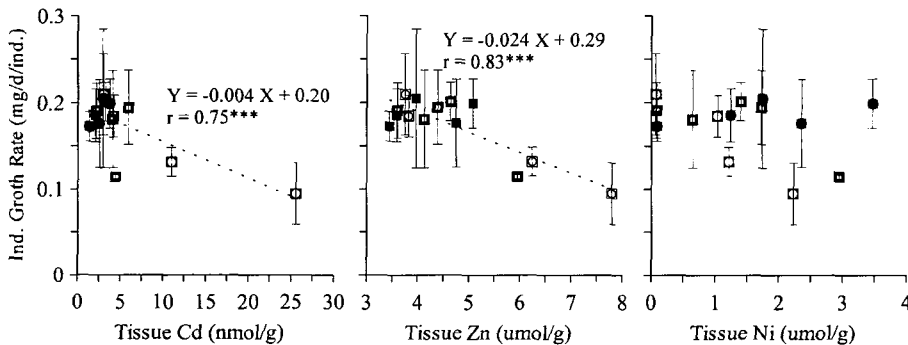 Ind. Groth Rate (mg/d/ind.)
0.3
0.2
0.1
0
Y = -0.004 X + 0.20
r = 0.75***
0 5 10 15 20 25 30
Tissue Cd (nmol/g)
Y = -0.024 X + 0.29
r = 0.83***
3 4 5 6 7 8
Tissue Zn (umol/g)
0 1 2 3 4
Tissue Ni (umol/g)